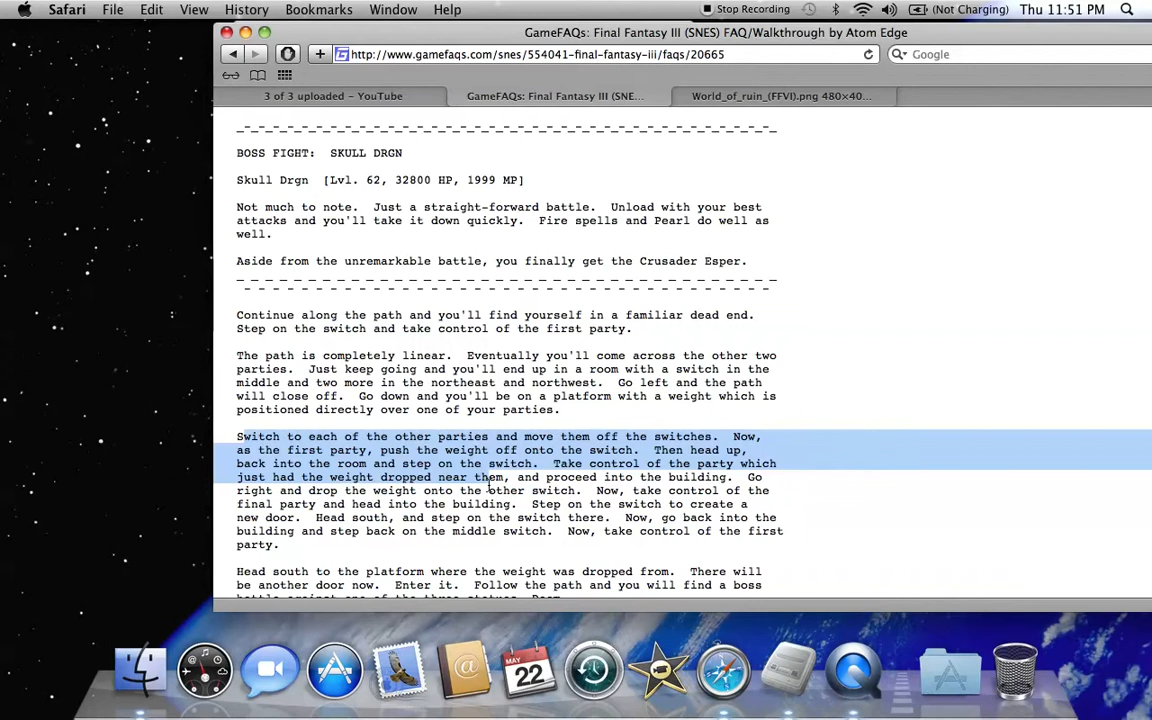 Safari File Edit View History Bookmarks Window Help Stop Recording (Not Charging) Thu 11:51 PM
GameFAQs: Final Fantasy III (SNES) FAQ/Walkthrough by Atom Edge
http://www.gamefaqs.com/snes/554041-final-fantasy-iii/faqs/20665 Google
3 of 3 uploaded - YouTube GameFAQs: Final Fantasy III (SNE... World_of_ruin_(FFVI).png 480×40...
BOSS FIGHT: SKULL DRGN
Skull Drgn [Lvl. 62, 32800 HP, 1999 MP]
Not much to note. Just a straight-forward battle. Unload with your best
attacks and you'll take it down quickly. Fire spells and Pearl do well as
well.
Aside from the unremarkable battle, you finally get the Crusader Esper.
Continue along the path and you'll find yourself in a familiar dead end.
Step on the switch and take control of the first party.
The path is completely linear. Eventually you'll come across the other two
parties. Just keep going and you'll end up in a room with a switch in the
middle and two more in the northeast and northwest. Go left and the path
will close off. Go down and you'll be on a platform with a weight which is
positioned directly over one of your parties.
Switch to each of the other parties and move them off the switches. Now,
as the first party, push the weight off onto the switch. Then head up,
back into the room and step on the switch. Take control of the party which
just had the weight dropped near them, and proceed into the building. Go
right and drop the weight onto the other switch. Now, take control of the
final party and head into the building. Step on the switch to create a
new door. Head south, and step on the switch there. Now, go back into the
building and step back on the middle switch. Now, take control of the first
party.
Head south to the platform where the weight was dropped from. There will
be another door now. Enter it. Follow the path and you will find a boss
battle against one of the three statues, Doom.
MAY
22